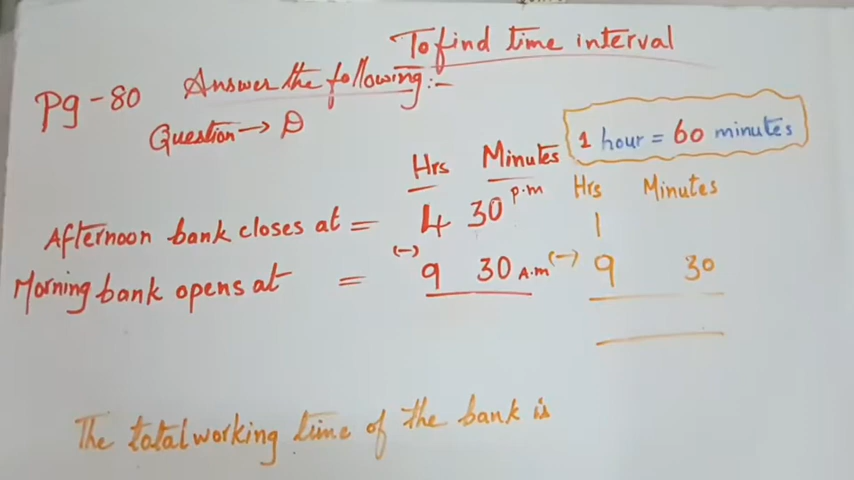 To find time interval
Pg - 80 Answer the following :-
Question → D
1 hour = 60 minutes
Hrs Minutes
Hrs Minutes
Afternoon bank closes at = 4 30 p.m
1
Morning bank opens at = (-) 9 30 A.m
(-) 9 30
The total working time of the bank is